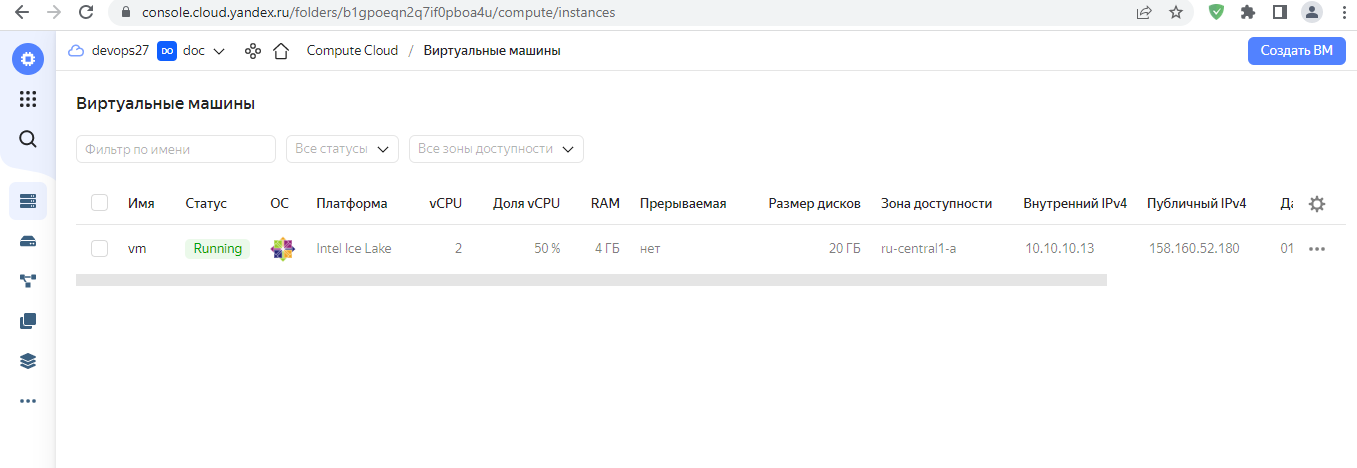 console.cloud.yandex.ru/folders/b1gpoeqn2q7if0pboa4u/compute/instances
devops27 DO doc Compute Cloud / Виртуальные машины Создать ВМ
Виртуальные машины
Фильтр по имени Все статусы Все зоны доступности
Имя Статус ОС Платформа vCPU Доля vCPU RAM Прерываемая Размер дисков Зона доступности Внутренний IPv4 Публичный IPv4
vm Running Intel Ice Lake 2 50 % 4 ГБ нет 20 ГБ ru-central1-a 10.10.10.13 158.160.52.180 01